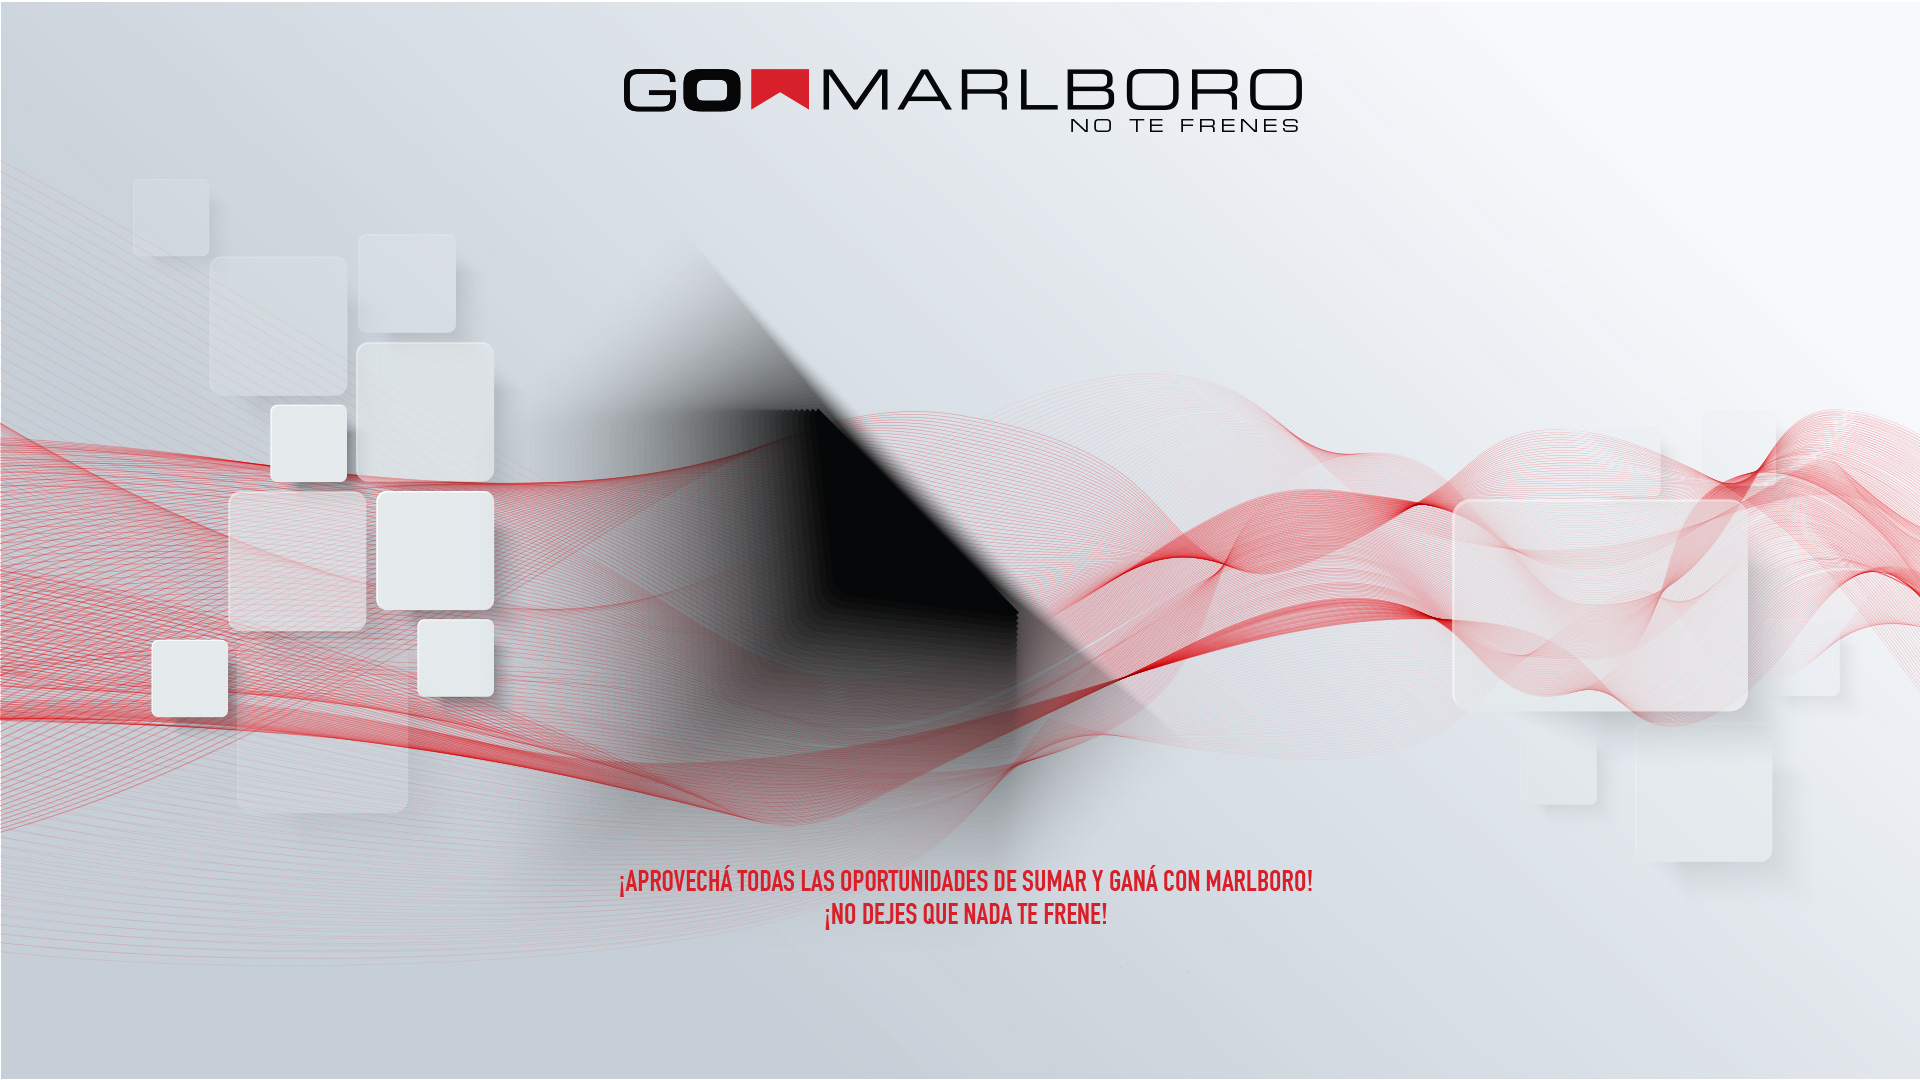 GO MARLBORO
NO TE FRENES
¡APROVECHÁ TODAS LAS OPORTUNIDADES DE SUMAR Y GANÁ CON MARLBORO!
¡NO DEJES QUE NADA TE FRENE!